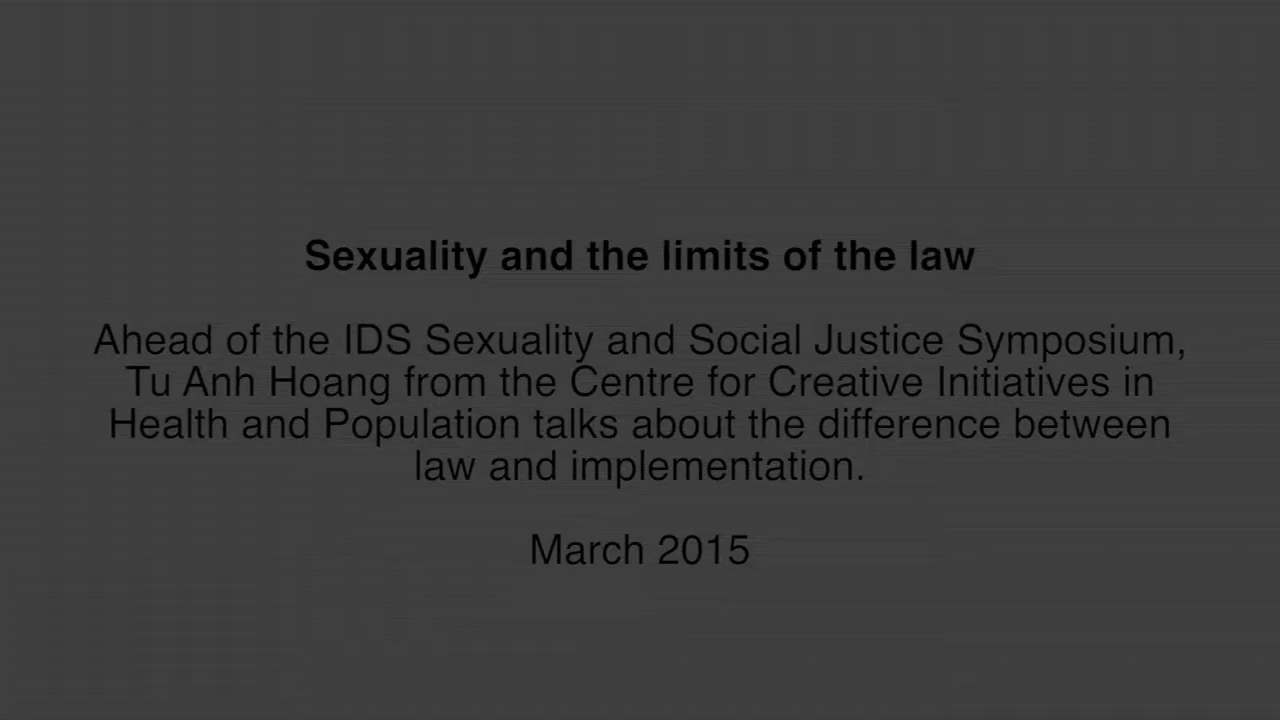 Sexuality and the limits of the law
Ahead of the IDS Sexuality and Social Justice Symposium,
Tu Anh Hoang from the Centre for Creative Initiatives in
Health and Population talks about the difference between
law and implementation.
March 2015